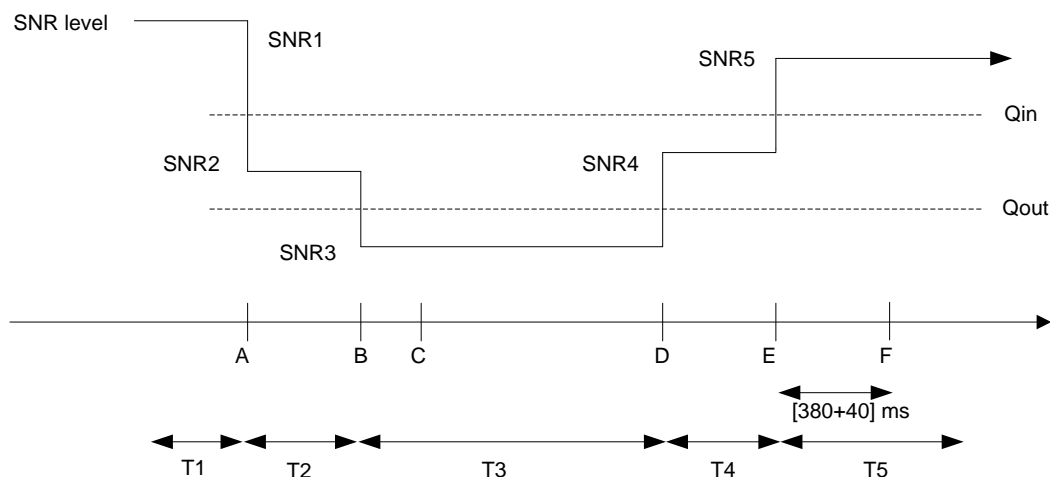 SNR level
SNR1
SNR5
Qin
SNR2
SNR4
Qout
SNR3
A B C D E F
[380+40] ms
T1 T2 T3 T4 T5